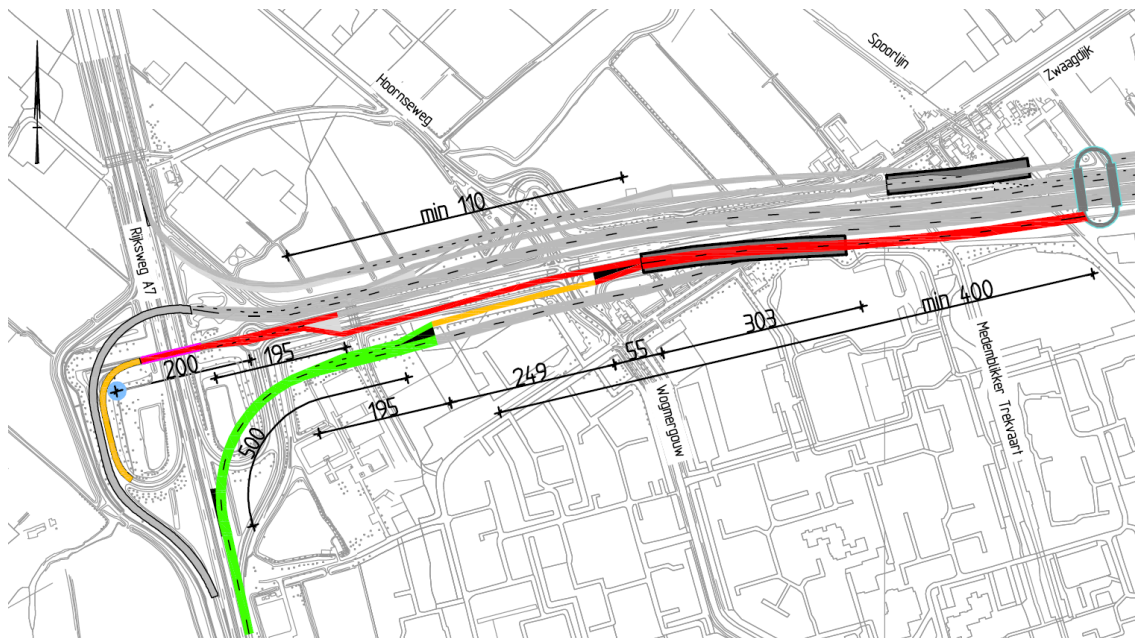 Spoorlijn
Zwaagdijk
Hoornseweg
min 110
Rijksweg A7
min 400
303
200
195
55
249
195
500
Wogmergouw
Medemblikker Trekvaart